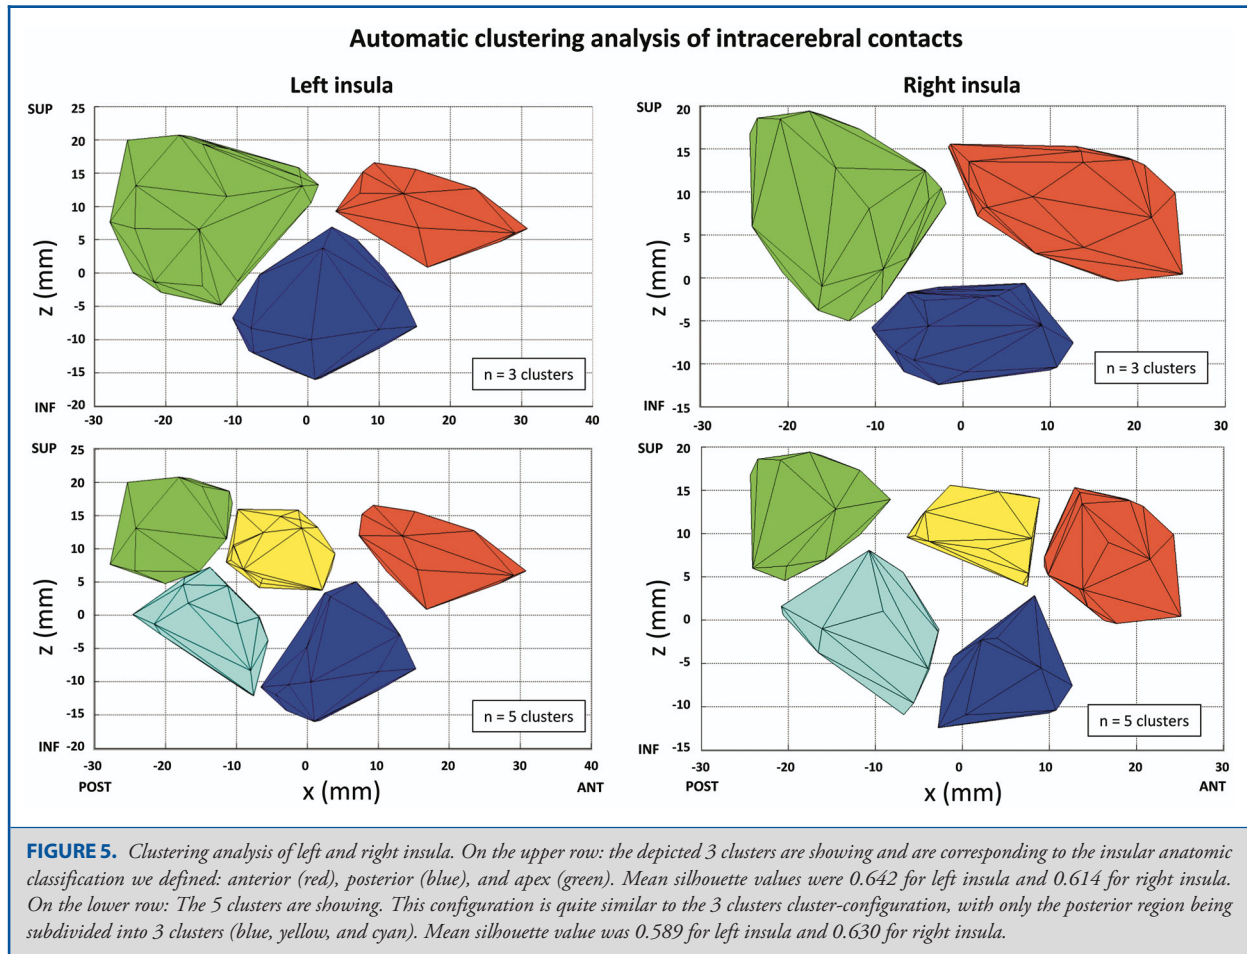 Automatic clustering analysis of intracerebral contacts
Left insula
SUP
25
20
15
10
5
0
-5
-10
-15
-20
INF
z (mm)
-30 -20 -10 0 10 20 30 40
n = 3 clusters
Right insula
SUP
20
15
10
5
0
-5
-10
-15
INF
z (mm)
-30 -20 -10 0 10 20 30
n = 3 clusters
SUP
25
20
15
10
5
0
-5
-10
-15
-20
INF
z (mm)
-30 -20 -10 0 10 20 30 40
POST x (mm) ANT
n = 5 clusters
SUP
20
15
10
5
0
-5
-10
-15
INF
z (mm)
-30 -20 -10 0 10 20 30
POST x (mm) ANT
n = 5 clusters
FIGURE 5. Clustering analysis of left and right insula. On the upper row: the depicted 3 clusters are showing and are corresponding to the insular anatomic
classification we defined: anterior (red), posterior (blue), and apex (green). Mean silhouette values were 0.642 for left insula and 0.614 for right insula.
On the lower row: The 5 clusters are showing. This configuration is quite similar to the 3 clusters cluster-configuration, with only the posterior region being
subdivided into 3 clusters (blue, yellow, and cyan). Mean silhouette value was 0.589 for left insula and 0.630 for right insula.